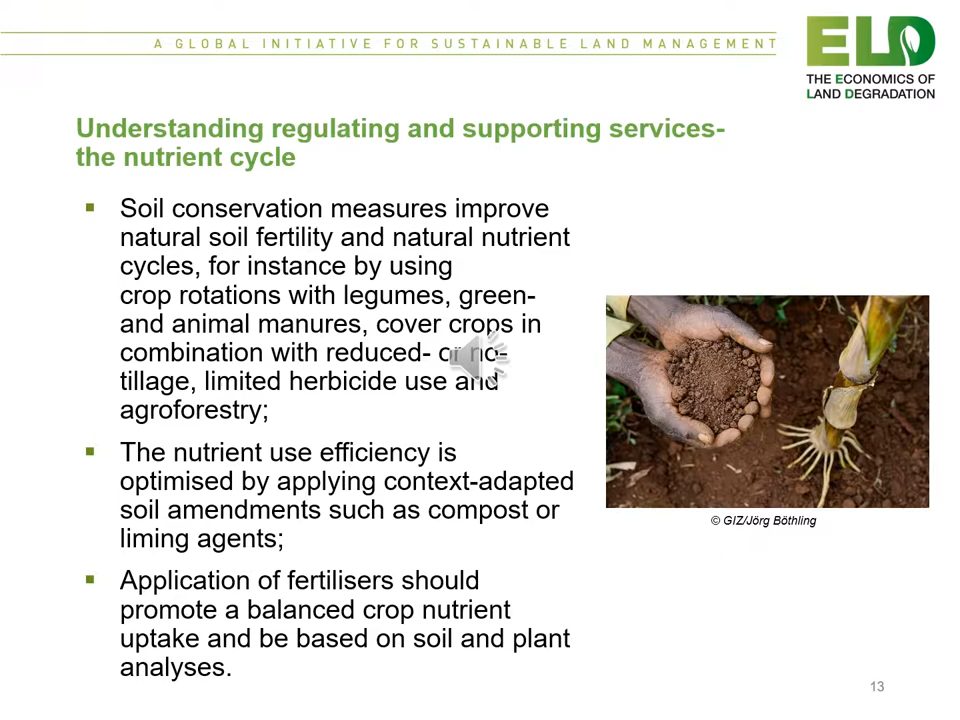 A GLOBAL INITIATIVE FOR SUSTAINABLE LAND MANAGEMENT
ELD
THE ECONOMICS OF
LAND DEGRADATION
Understanding regulating and supporting services-
the nutrient cycle
▪ Soil conservation measures improve
natural soil fertility and natural nutrient
cycles, for instance by using
crop rotations with legumes, green-
and animal manures, cover crops in
combination with reduced- or no-
tillage, limited herbicide use and
agroforestry;
▪ The nutrient use efficiency is
optimised by applying context-adapted
soil amendments such as compost or
liming agents;
▪ Application of fertilisers should
promote a balanced crop nutrient
uptake and be based on soil and plant
analyses.
© GIZ/Jörg Böthling
13